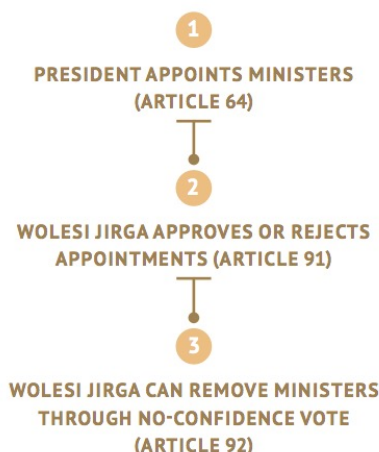 1
PRESIDENT APPOINTS MINISTERS
(ARTICLE 64)
2
WOLESI JIRGA APPROVES OR REJECTS
APPOINTMENTS (ARTICLE 91)
3
WOLESI JIRGA CAN REMOVE MINISTERS
THROUGH NO-CONFIDENCE VOTE
(ARTICLE 92)